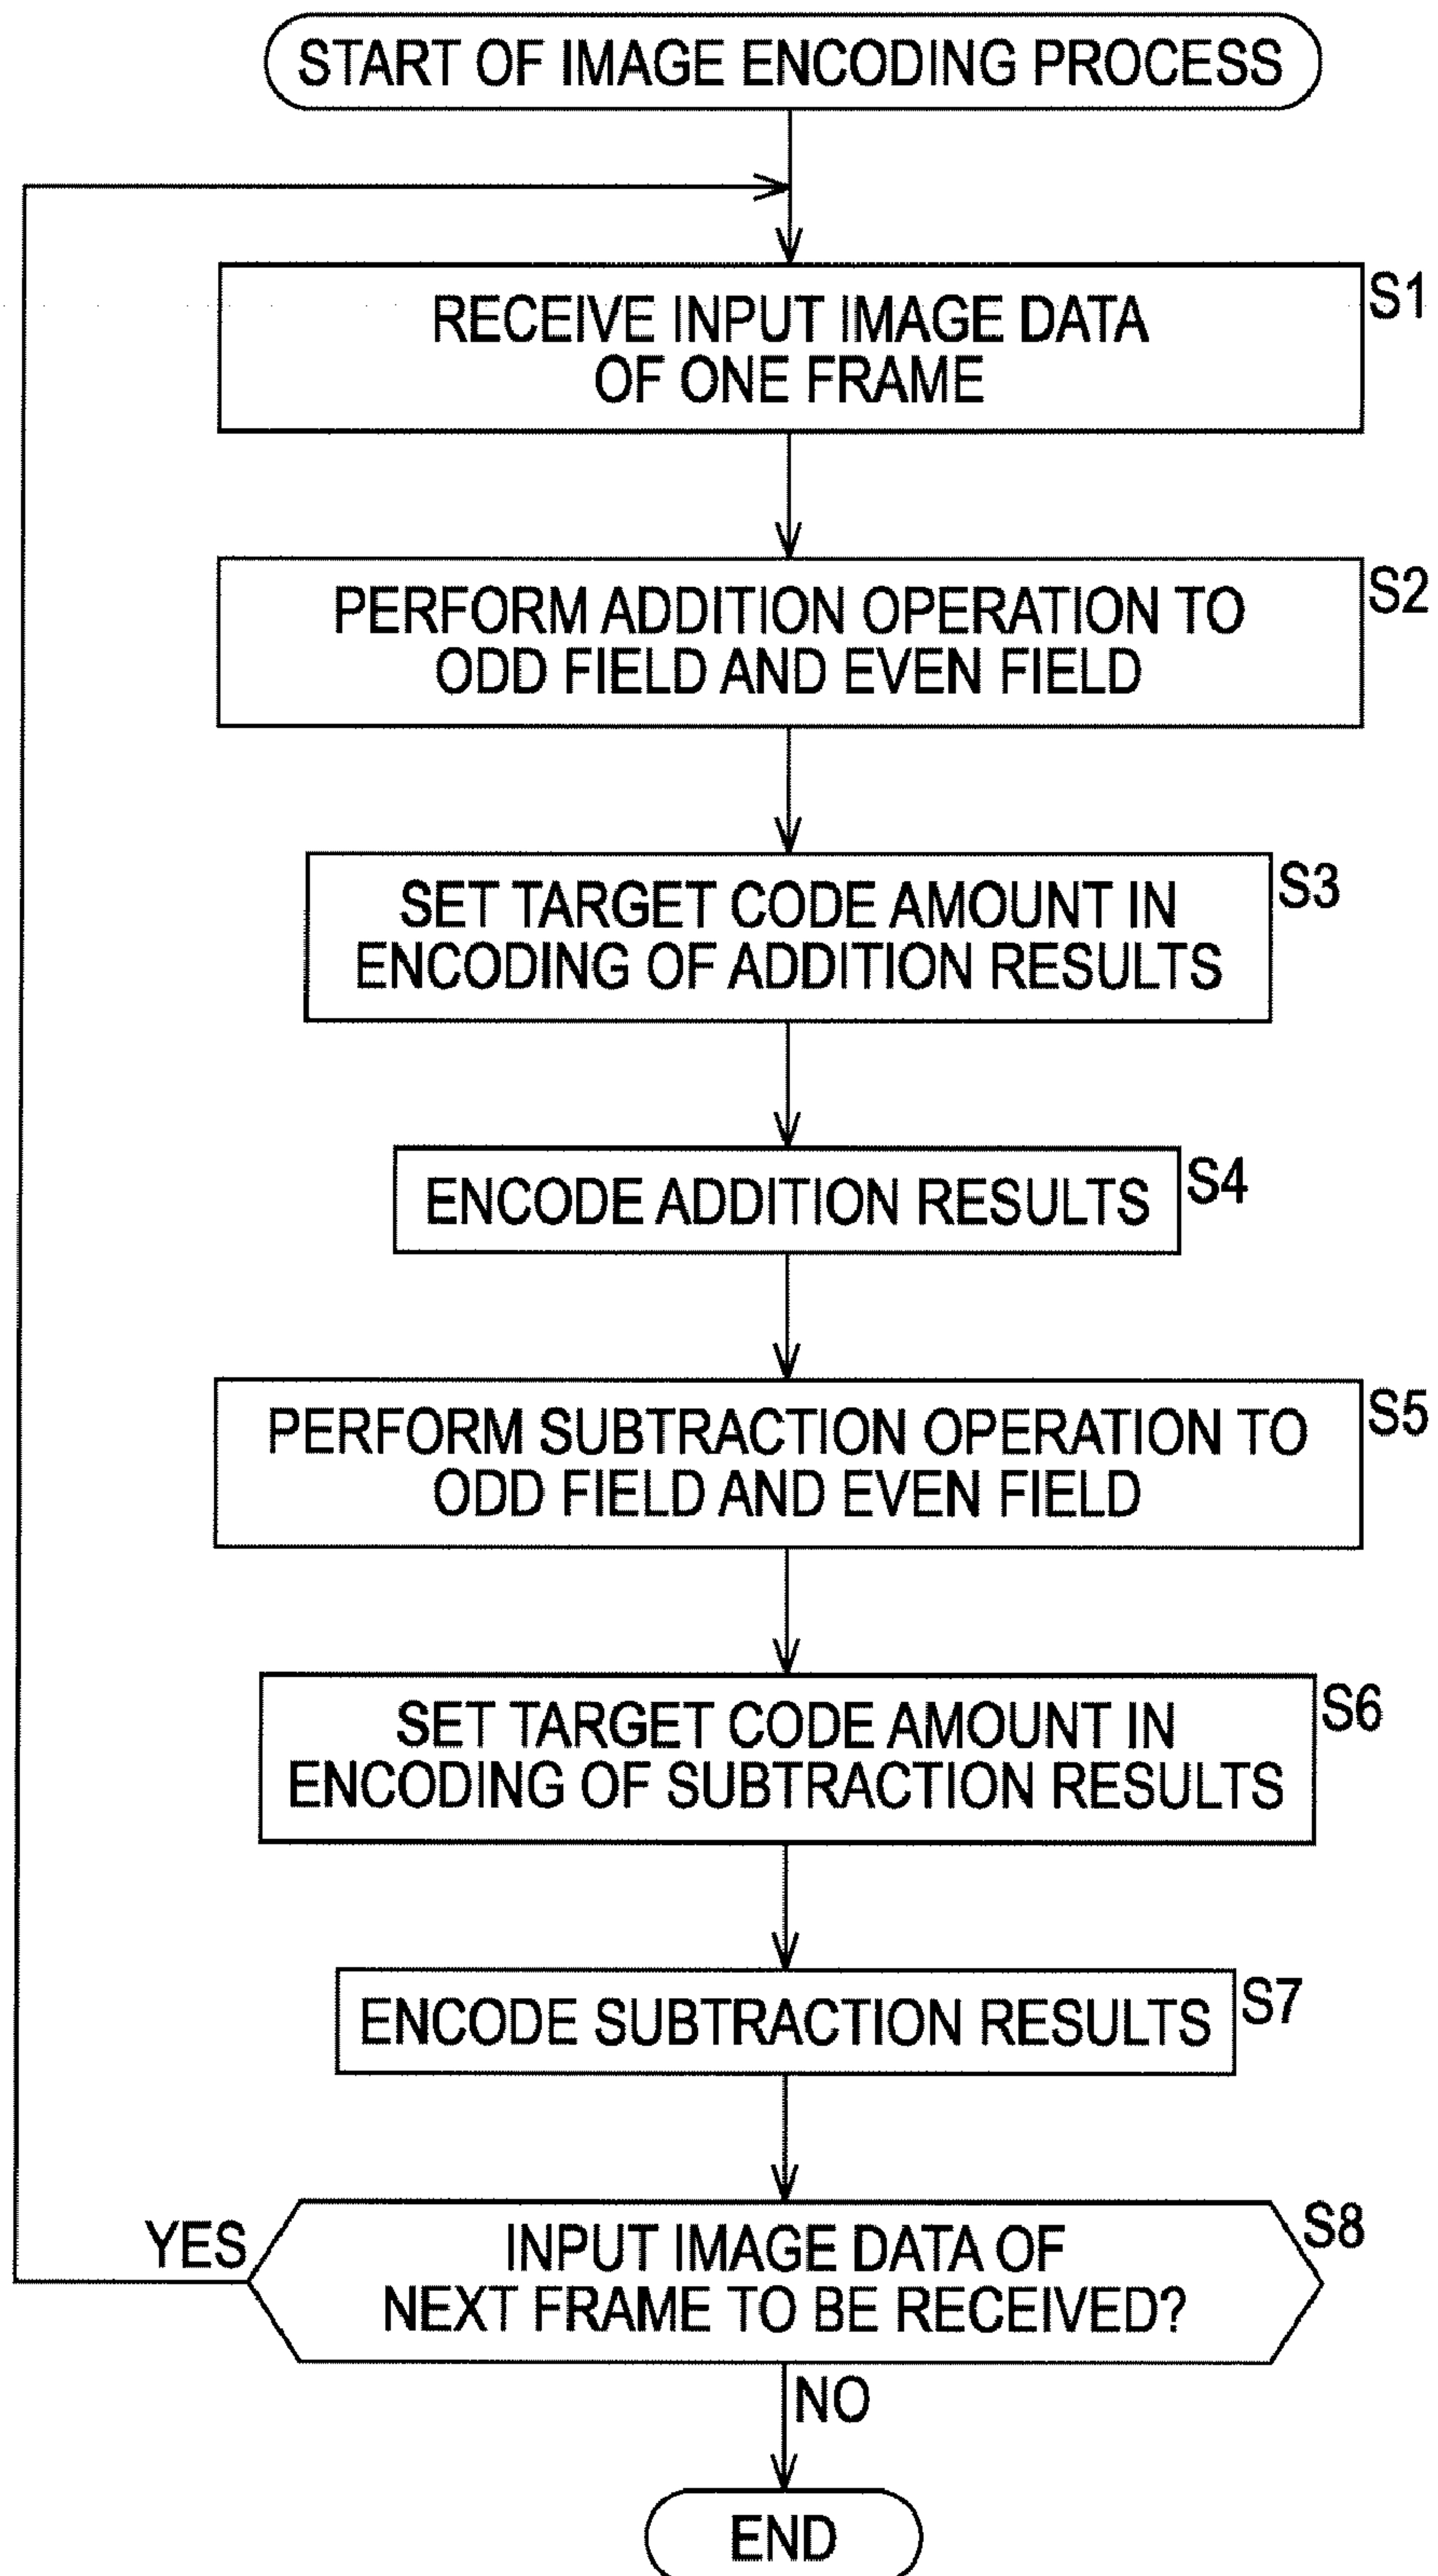 START OF IMAGE ENCODING PROCESS
S1
RECEIVE INPUT IMAGE DATA
OF ONE FRAME
S2
PERFORM ADDITION OPERATION TO
ODD FIELD AND EVEN FIELD
S3
SET TARGET CODE AMOUNT IN
ENCODING OF ADDITION RESULTS
S4
ENCODE ADDITION RESULTS
S5
PERFORM SUBTRACTION OPERATION TO
ODD FIELD AND EVEN FIELD
S6
SET TARGET CODE AMOUNT IN
ENCODING OF SUBTRACTION RESULTS
S7
ENCODE SUBTRACTION RESULTS
S8
YES
INPUT IMAGE DATA OF
NEXT FRAME TO BE RECEIVED?
NO
END